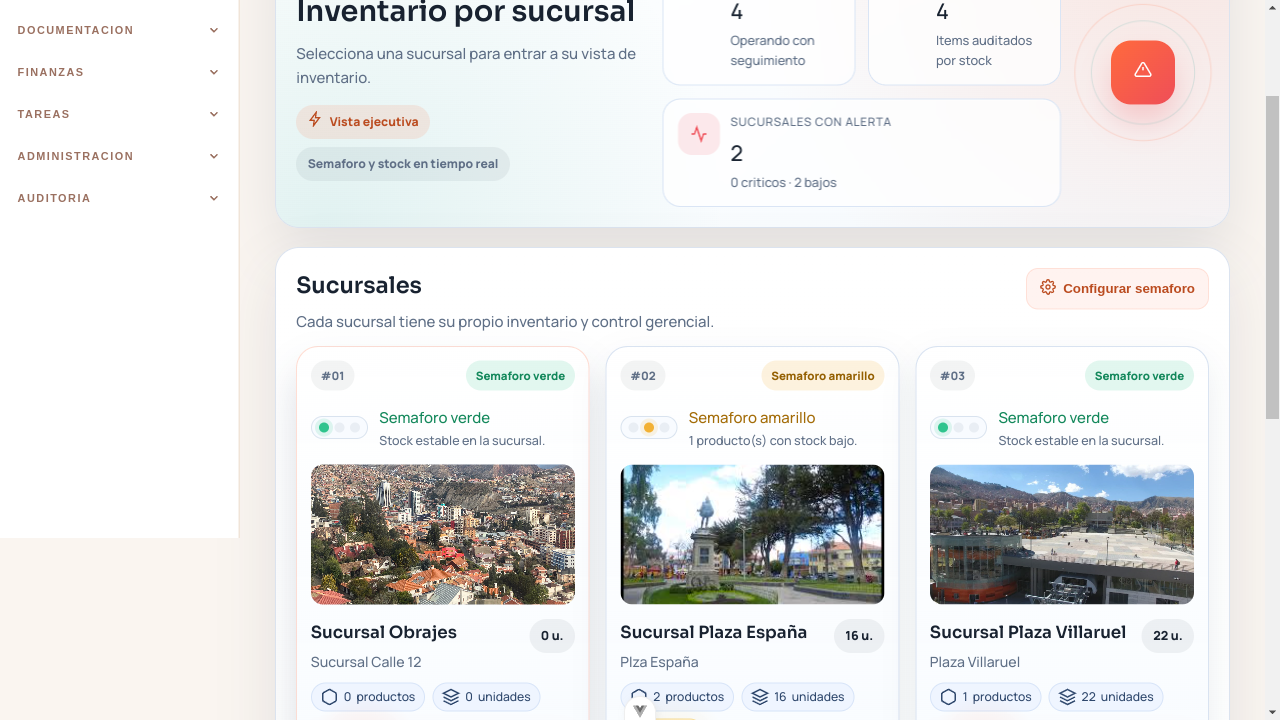 DOCUMENTACION
FINANZAS
TAREAS
ADMINISTRACION
AUDITORIA
Inventario por sucursal
Selecciona una sucursal para entrar a su vista de
inventario.
Vista ejecutiva
Semaforo y stock en tiempo real
4
Operando con
seguimiento
4
Items auditados
por stock
SUCURSALES CON ALERTA
2
0 criticos · 2 bajos
Sucursales
Cada sucursal tiene su propio inventario y control gerencial.
Configurar semaforo
#01
Semaforo verde
Semaforo verde
Stock estable en la sucursal.
Sucursal Obrajes
0 u.
Sucursal Calle 12
0 productos
0 unidades
#02
Semaforo amarillo
Semaforo amarillo
1 producto(s) con stock bajo.
Sucursal Plaza España
16 u.
Plza España
2 productos
16 unidades
#03
Semaforo verde
Semaforo verde
Stock estable en la sucursal.
Sucursal Plaza Villaruel
22 u.
Plaza Villaruel
1 productos
22 unidades